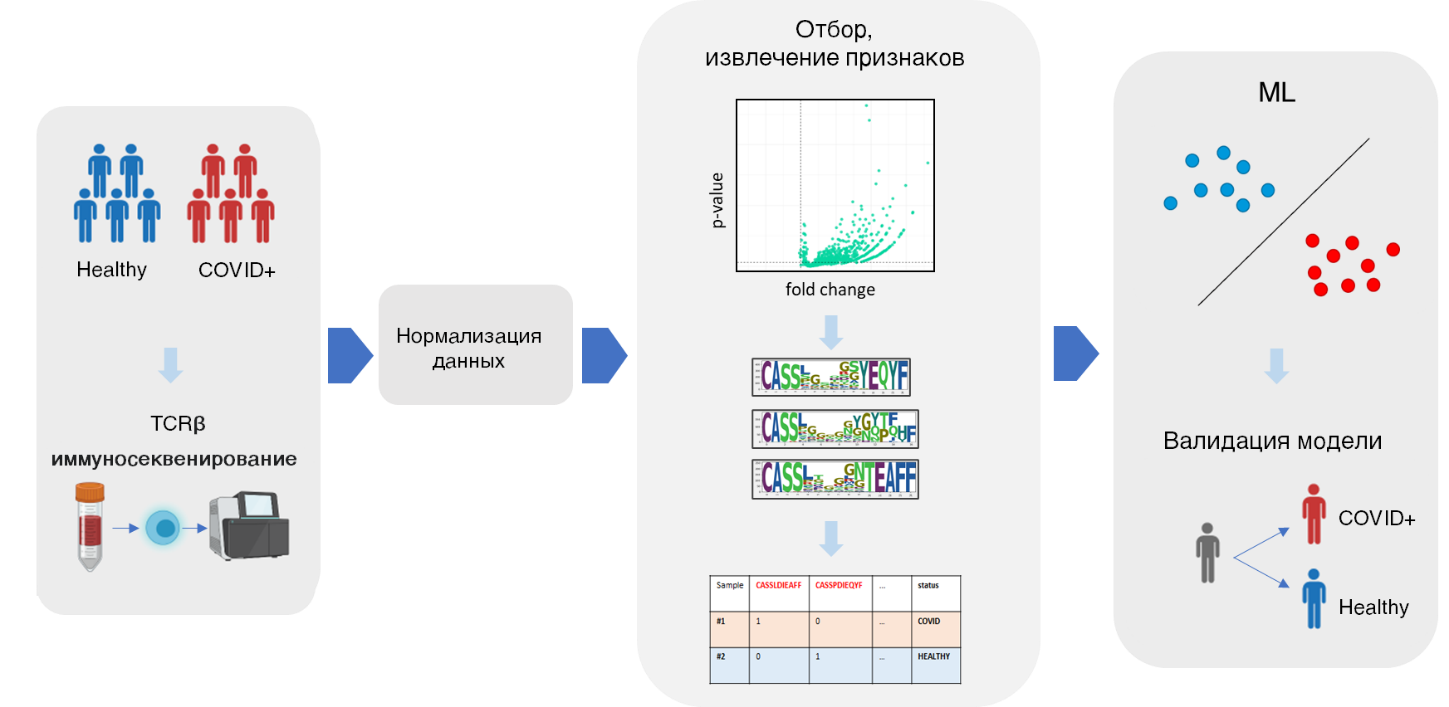 Healthy
COVID+
TCRβ
иммуносеквенирование
Нормализация
данных
Отбор,
извлечение признаков
p-value
fold change
Sample CASSLDIEAFF CASSPDIEQYF ... status
#1 1 0 ... COVID
#2 0 1 ... HEALTHY
ML
Валидация модели
COVID+
Healthy